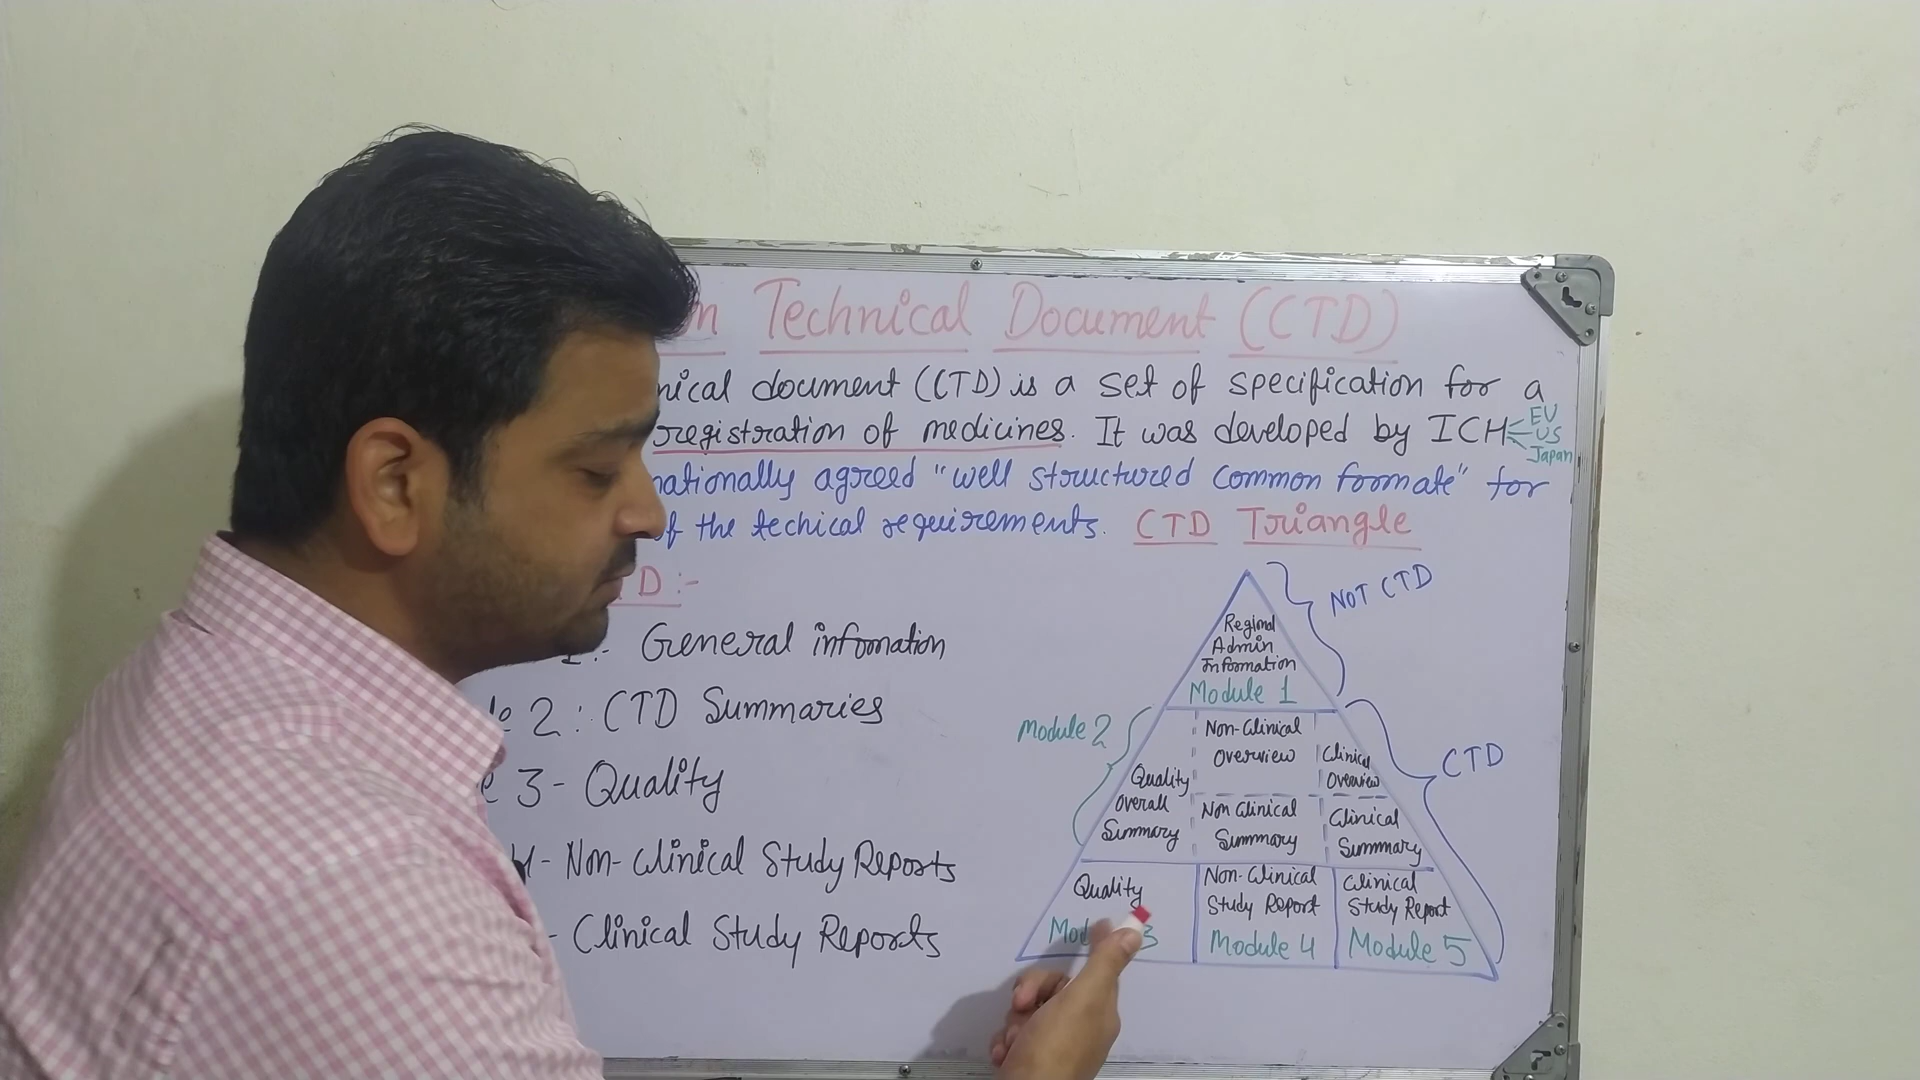 Technical Document (CTD)
nical document (CTD) is a set of specification for a
registration of medicines. It was developed by ICH
EU
US
Japan
nationally agreed "well structured common formate" for
of the techical requirements. CTD Triangle
D :-
1:- General information
2: CTD Summaries
3- Quality
4- Non-Clinical Study Reports
- Clinical Study Reports
NOT CTD
Regional
Admin
Information
Module 1
Module 2
CTD
Non-Clinical
Overview
Clinical
Overview
Quality
Overall
Summary
Non Clinical
Summary
Clinical
Summary
Quality
3
Non-Clinical
Study Report
Module 4
Clinical
Study Report
Module 5